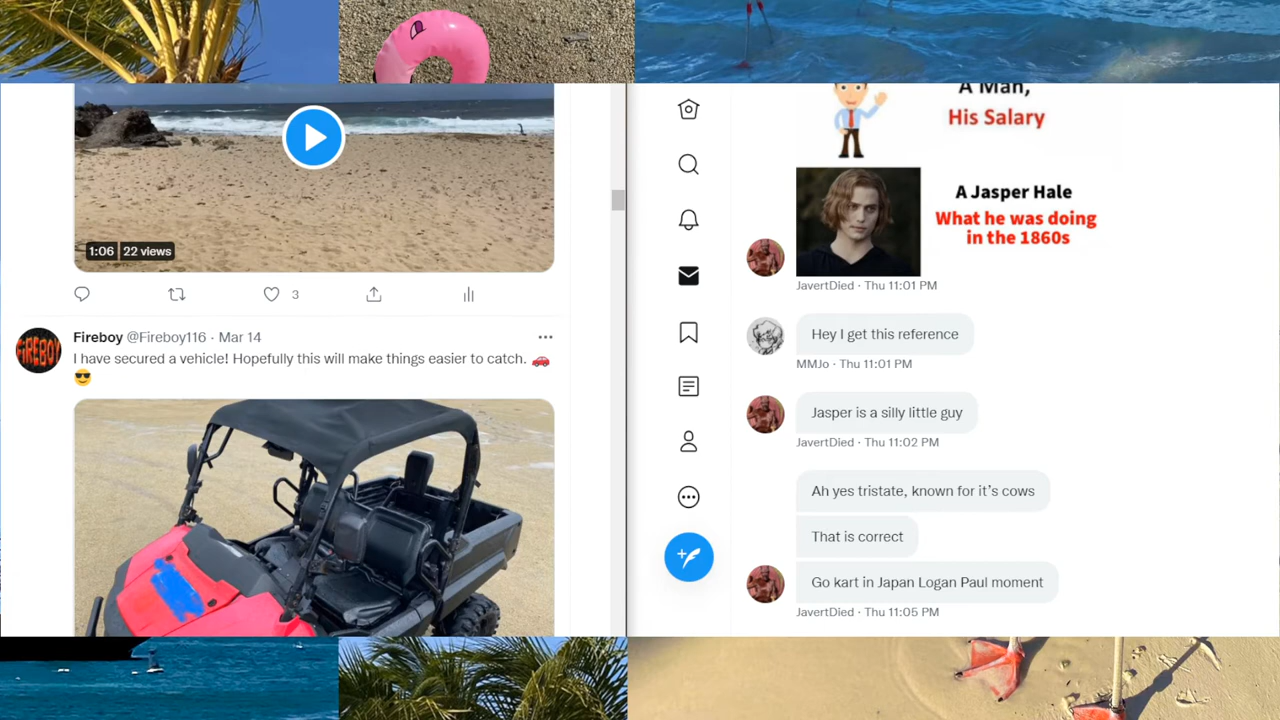 1:06 22 views
3
Fireboy @Fireboy116 · Mar 14
I have secured a vehicle! Hopefully this will make things easier to catch. 🚗
😎
FIREBOY
A Man,
His Salary
A Jasper Hale
What he was doing
in the 1860s
JavertDied · Thu 11:01 PM
Hey I get this reference
MMJo · Thu 11:01 PM
Jasper is a silly little guy
JavertDied · Thu 11:02 PM
Ah yes tristate, known for it's cows
That is correct
Go kart in Japan Logan Paul moment
JavertDied · Thu 11:05 PM